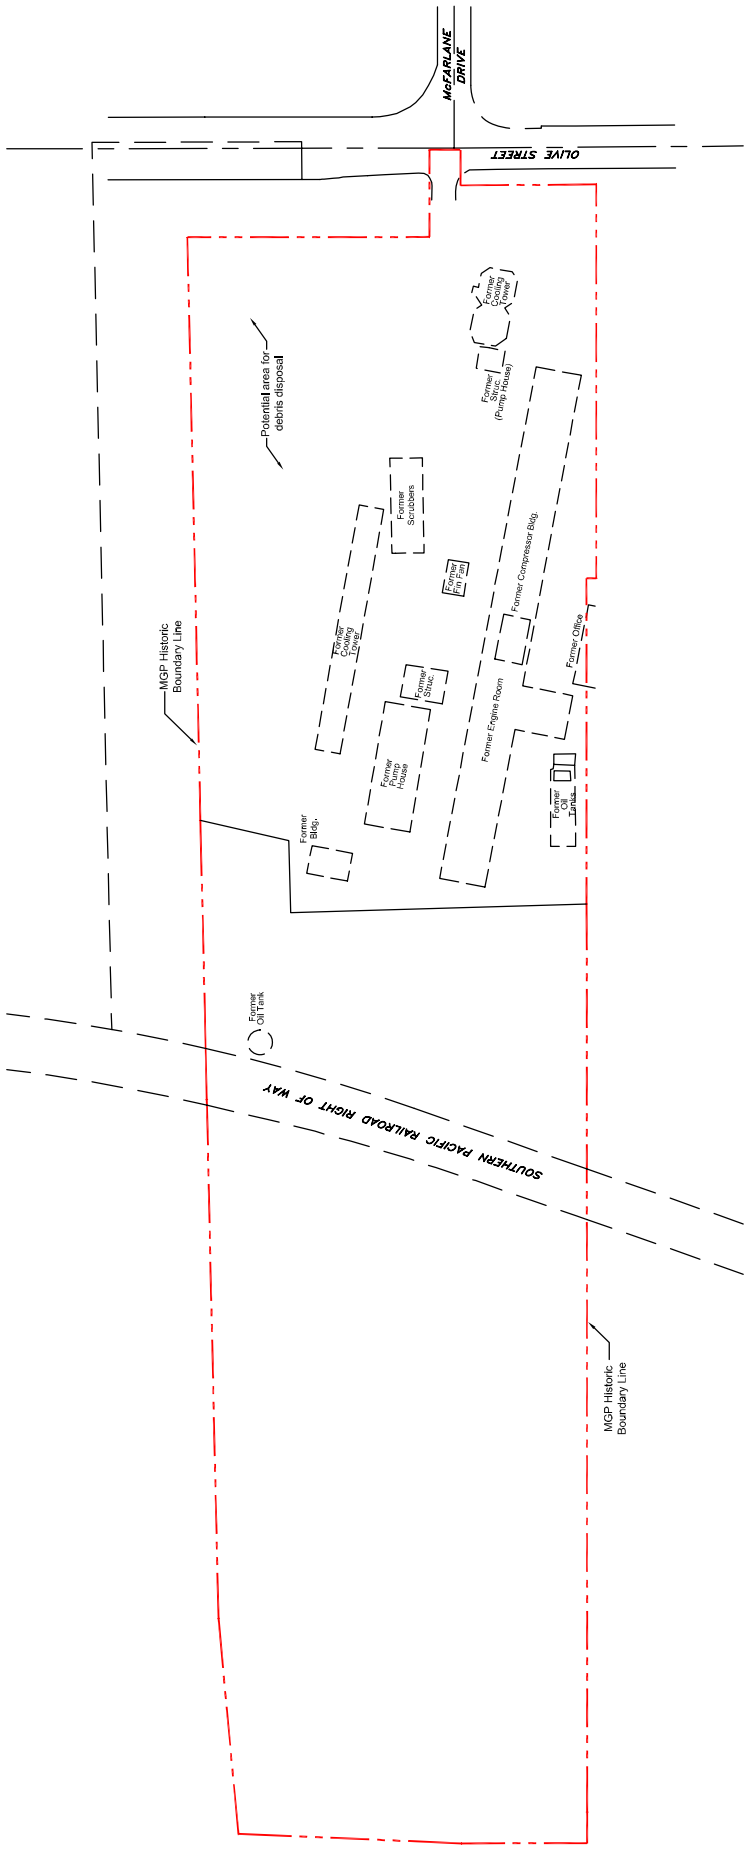 McFARLANE
DRIVE
OLIVE STREET
Former
Cooling
Tower
Former
Struc.
(Pump House)
Potential area for
debris disposal
Former
Scrubbers
Former Compressor Bldg.
Former
Fin Fan
Former
Cooling
Tower
Former Office
MGP Historic
Boundary Line
Former
Struc.
Former Engine Room
Former
Pump
House
Former
Oil
Tanks
Former
Bldg.
Former
Oil Tank
SOUTHERN PACIFIC RAILROAD RIGHT OF WAY
MGP Historic
Boundary Line